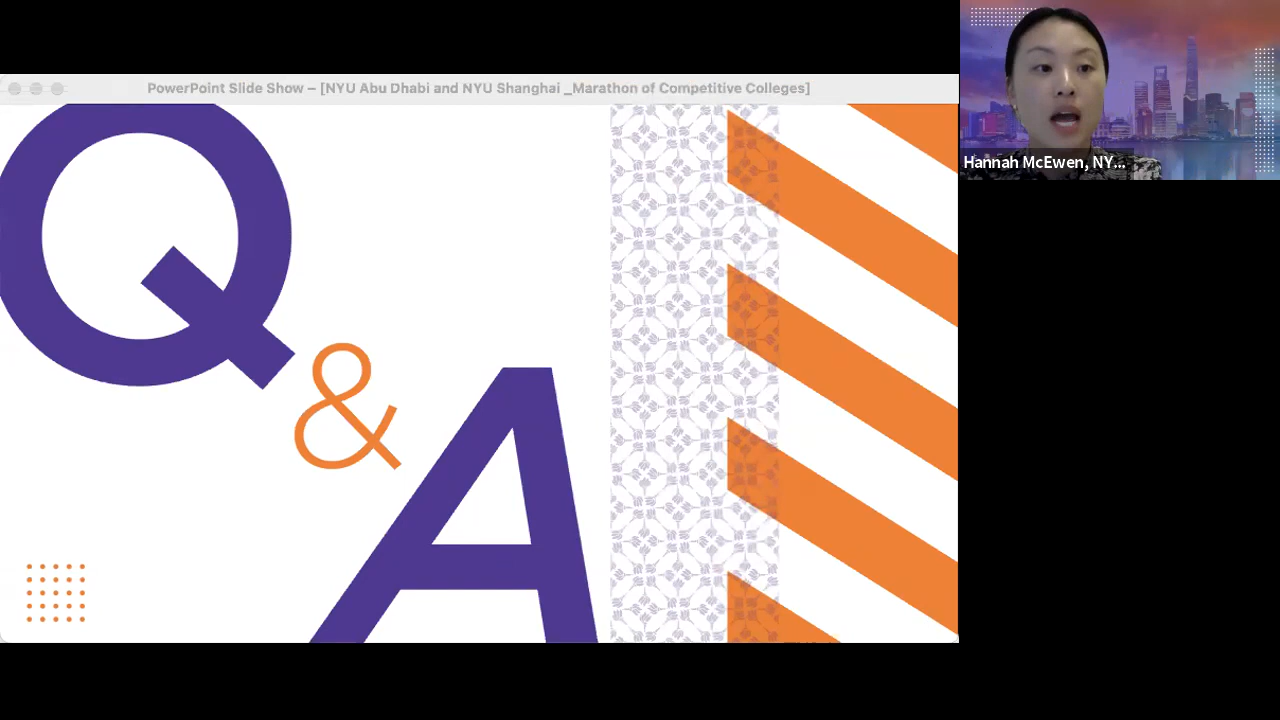 PowerPoint Slide Show – [NYU Abu Dhabi and NYU Shanghai _Marathon of Competitive Colleges]
Q
&
A
Hannah McEwen, NY...